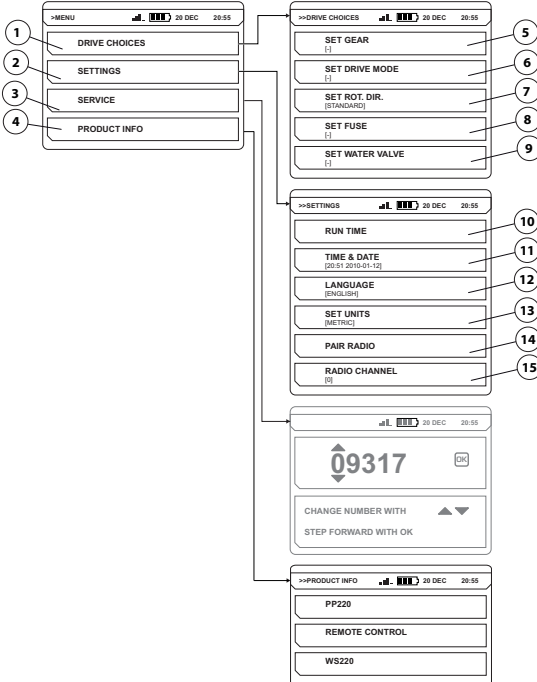 >MENU 20 DEC 20:55
1 DRIVE CHOICES
2 SETTINGS
3 SERVICE
4 PRODUCT INFO
>>DRIVE CHOICES 20 DEC 20:55
SET GEAR 5
[-]
SET DRIVE MODE 6
[-]
SET ROT. DIR. 7
[STANDARD]
SET FUSE 8
[-]
SET WATER VALVE 9
[-]
>>SETTINGS 20 DEC 20:55
RUN TIME 10
TIME & DATE 11
[20:51 2010-01-12]
LANGUAGE 12
[ENGLISH]
SET UNITS 13
[METRIC]
PAIR RADIO 14
RADIO CHANNEL 15
[0]
20 DEC 20:55
09317 OK
CHANGE NUMBER WITH
STEP FORWARD WITH OK
>>PRODUCT INFO 20 DEC 20:55
PP220
REMOTE CONTROL
WS220